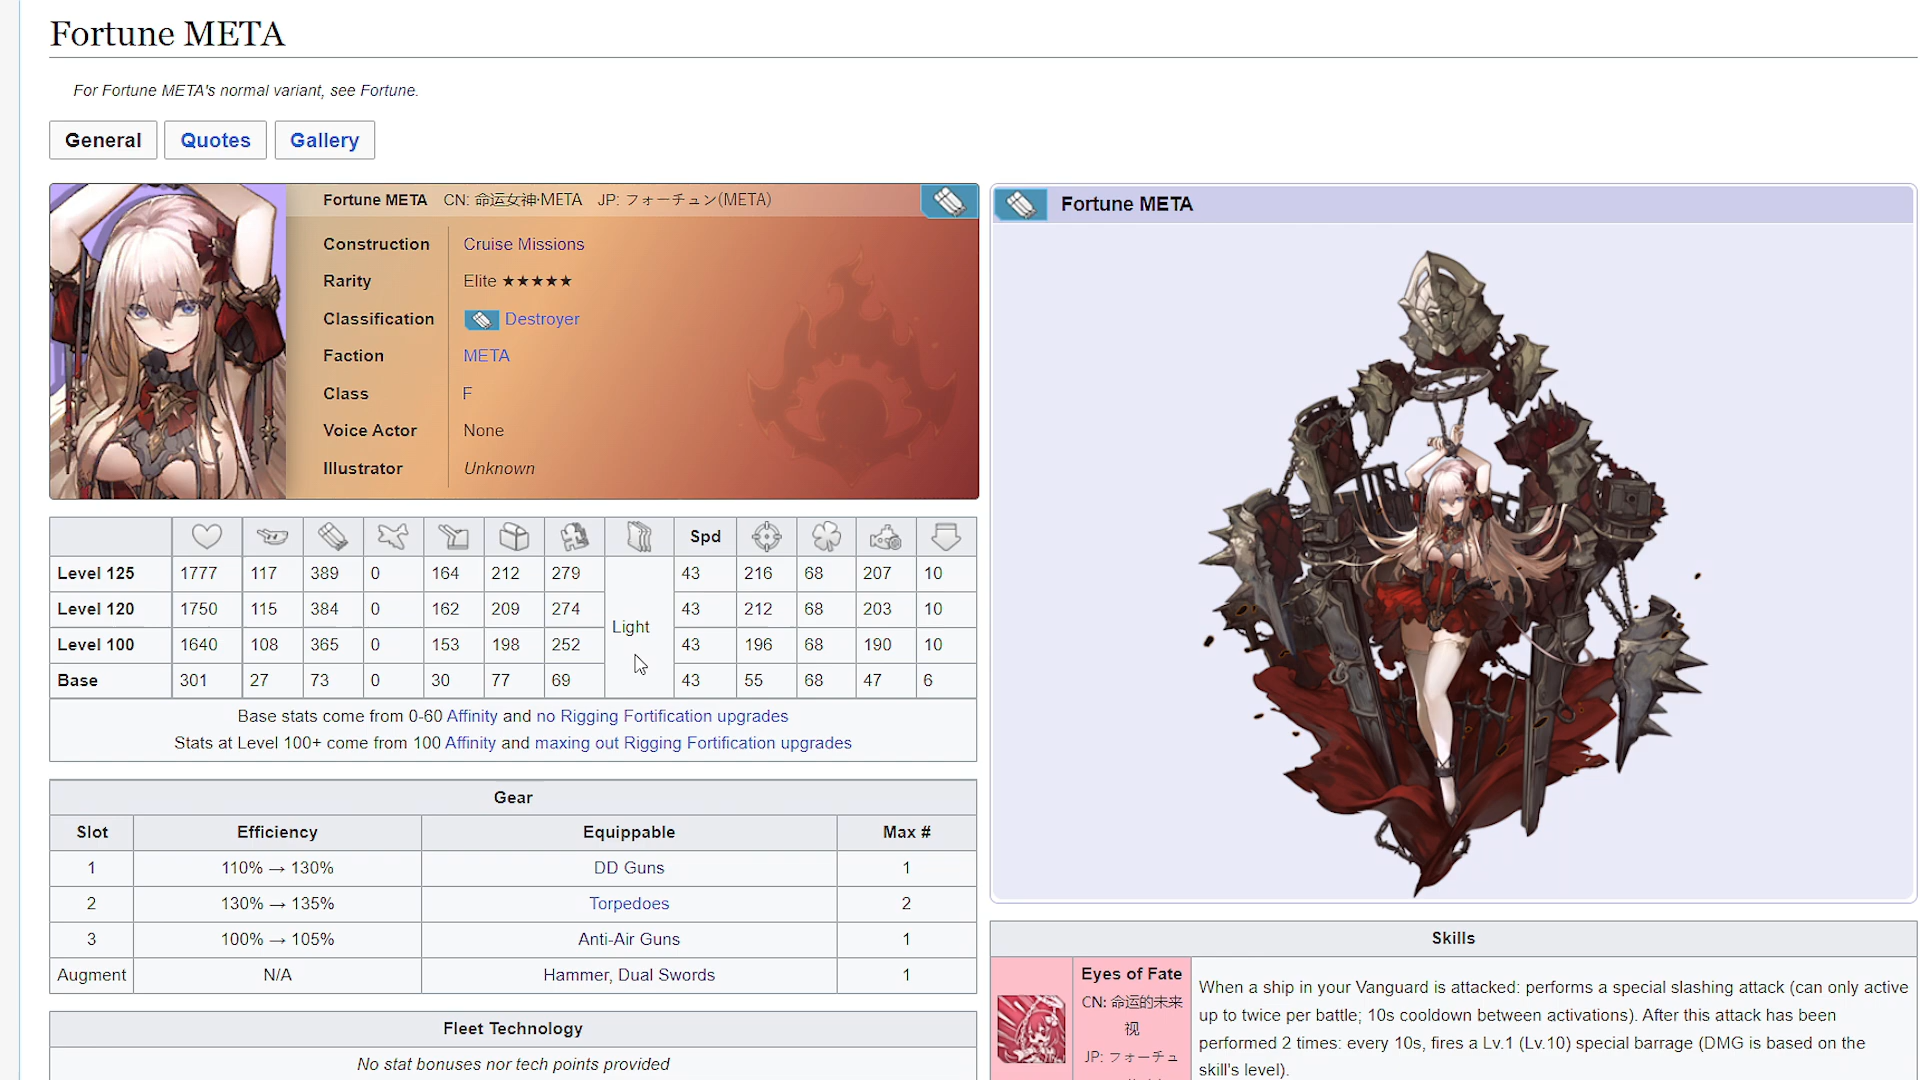 Fortune META
For Fortune META's normal variant, see Fortune.
General Quotes Gallery
Fortune META CN: 命运女神·META JP: フォーチュン(META)
Construction Cruise Missions
Rarity Elite ★★★★★
Classification Destroyer
Faction META
Class F
Voice Actor None
Illustrator Unknown
Spd
Level 125 1777 117 389 0 164 212 279 43 216 68 207 10
Level 120 1750 115 384 0 162 209 274 43 212 68 203 10
Light
Level 100 1640 108 365 0 153 198 252 43 196 68 190 10
Base 301 27 73 0 30 77 69 43 55 68 47 6
Base stats come from 0-60 Affinity and no Rigging Fortification upgrades
Stats at Level 100+ come from 100 Affinity and maxing out Rigging Fortification upgrades
Gear
Slot Efficiency Equippable Max #
1 110% → 130% DD Guns 1
2 130% → 135% Torpedoes 2
3 100% → 105% Anti-Air Guns 1
Augment N/A Hammer, Dual Swords 1
Fleet Technology
No stat bonuses nor tech points provided
Fortune META
Skills
Eyes of Fate
CN: 命运的未来
视
JP: フォーチュ
When a ship in your Vanguard is attacked: performs a special slashing attack (can only active
up to twice per battle; 10s cooldown between activations). After this attack has been
performed 2 times: every 10s, fires a Lv.1 (Lv.10) special barrage (DMG is based on the
skill's level).